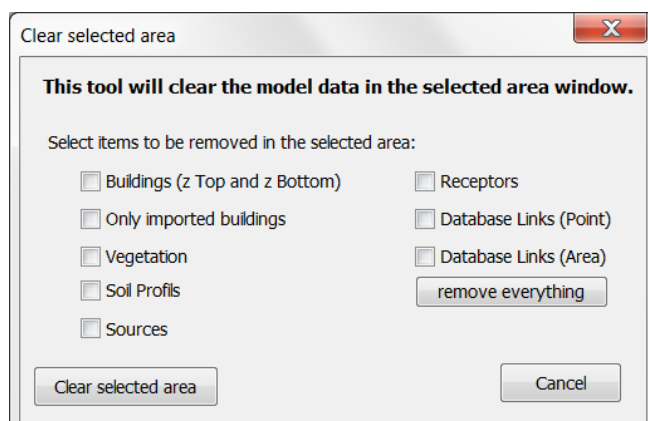 Clear selected area
This tool will clear the model data in the selected area window.
Select items to be removed in the selected area:
Buildings (z Top and z Bottom)
Only imported buildings
Vegetation
Soil Profils
Sources
Receptors
Database Links (Point)
Database Links (Area)
remove everything
Clear selected area
Cancel